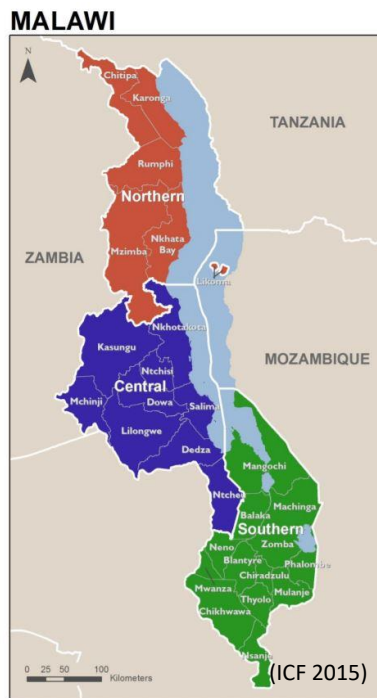 MALAWI
N
Chitipa
Karonga
TANZANIA
Rumphi
Northern
Nkhata
Bay
Mzimba
ZAMBIA
Likoma
Nkhotakota
Kasungu
MOZAMBIQUE
Ntchisi
Central
Mchinji
Dowa
Salima
Lilongwe
Dedza
Mangochi
Ntcheu
Machinga
Balaka
Southern
Neno
Zomba
Blantyre
Phalombe
Chiradzulu
Mwanza
Mulanje
Thyolo
Chikhwawa
Nsanje
(ICF 2015)
0 25 50 100
Kilometers